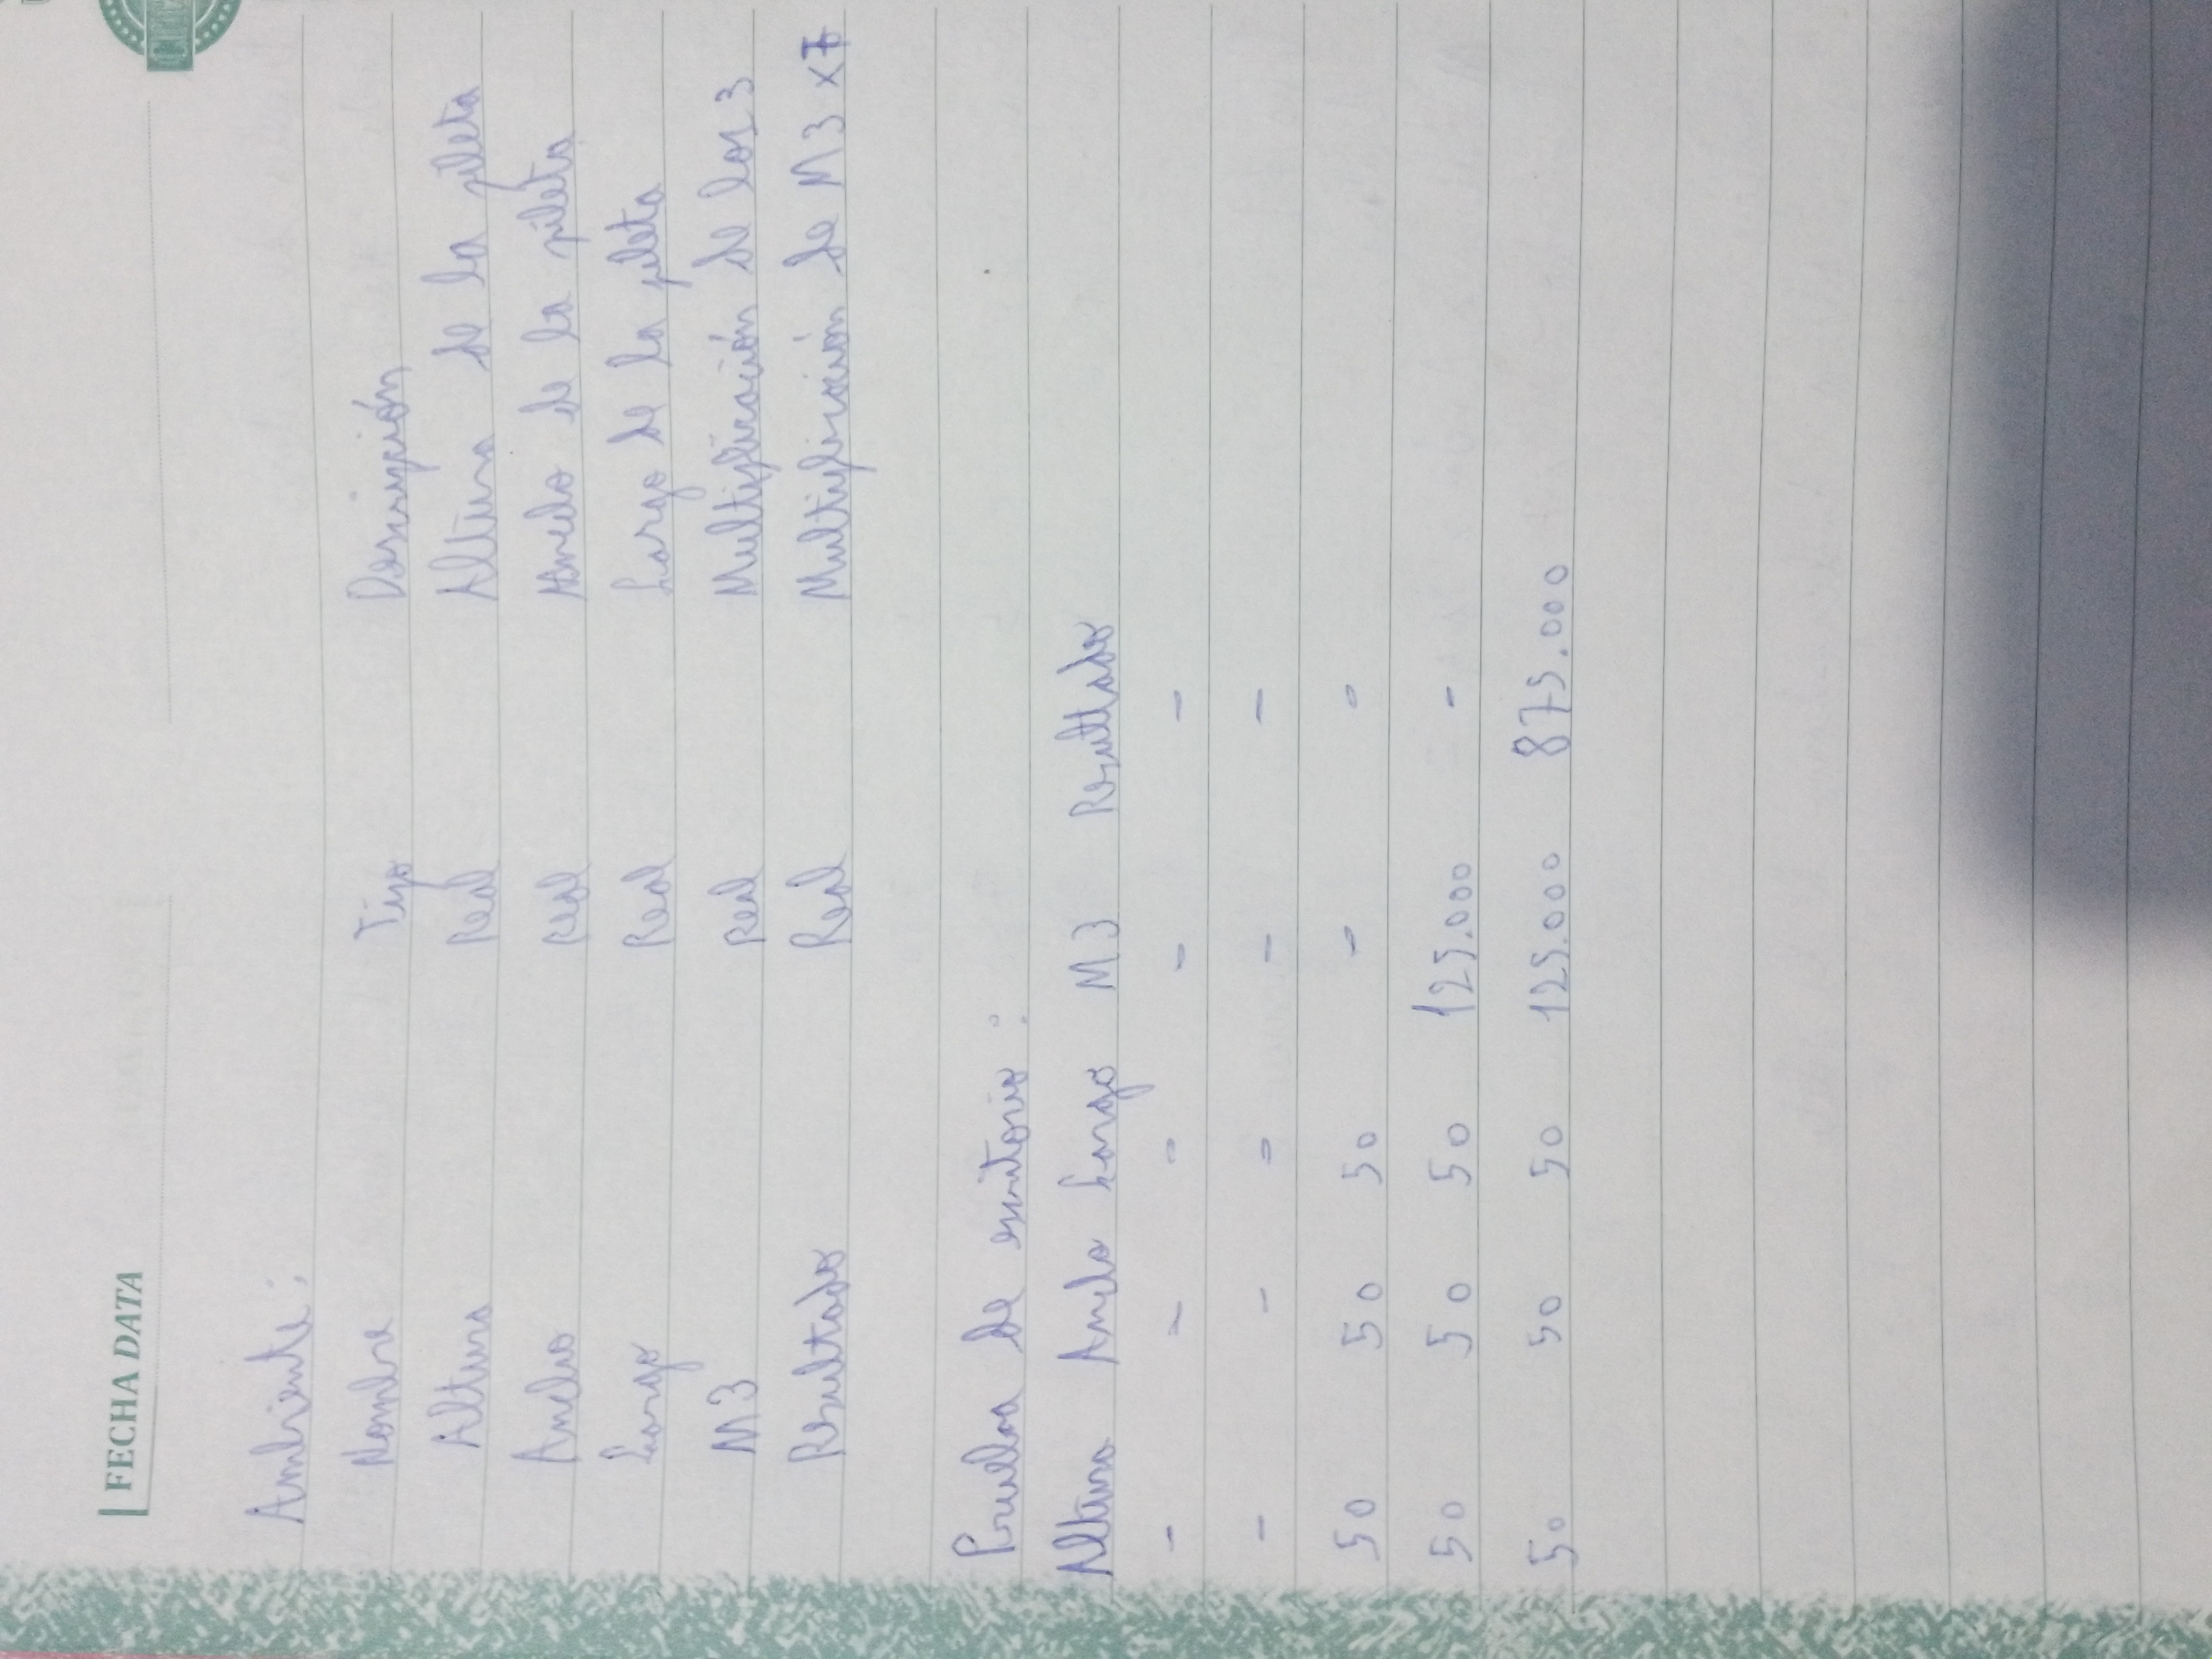 FECHA DATA
Ambiente:
Nombre Tipo Descripción
Altura Real Altura de la pileta
Ancho Real Ancho de la pileta
Largo Real Largo de la pileta
M3 Real Multiplicación de los 3
Resultado Real Multiplicación de M3 x7
Prueba de escritorio:
Altura Ancho Largo M3 Resultado
- - - - -
- - - - -
50 50 50 - -
50 50 50 125.000 -
50 50 50 125.000 875.000